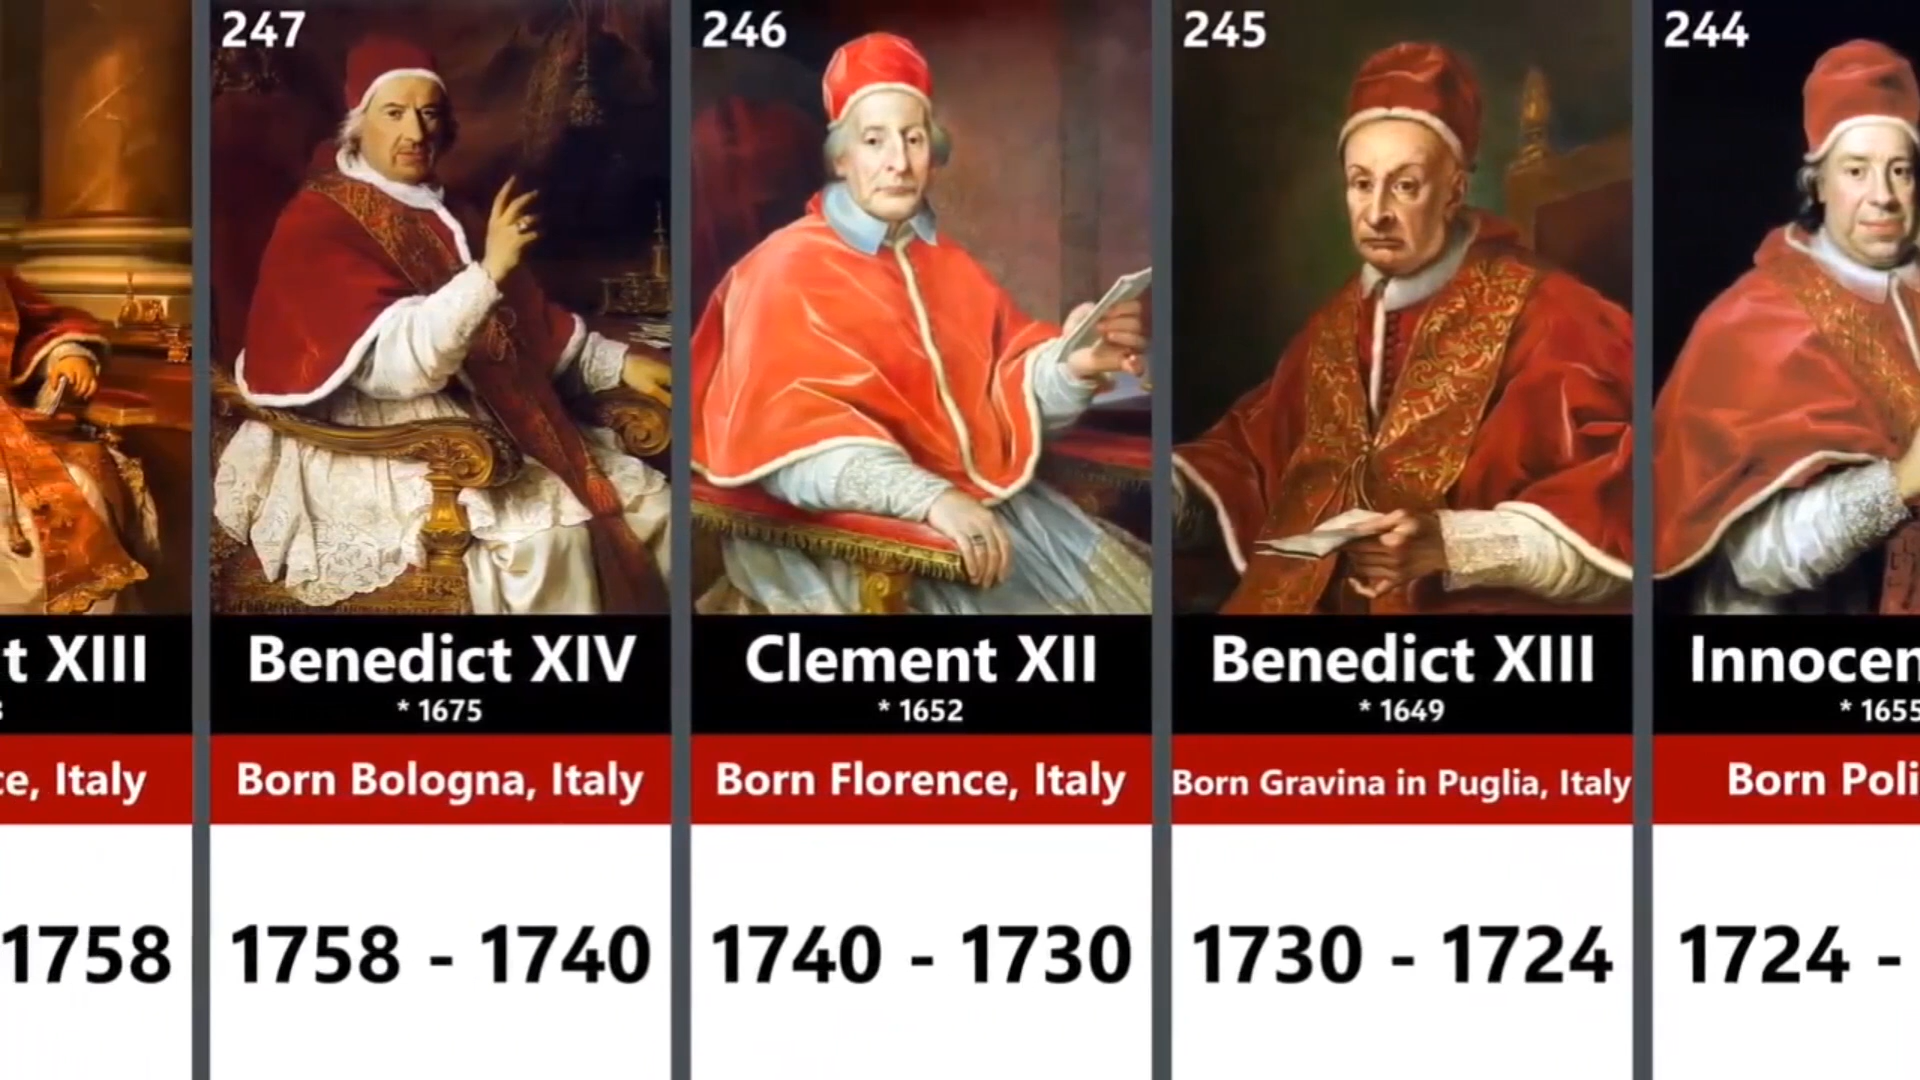 t XIII
ce, Italy
1758
247
Benedict XIV
* 1675
Born Bologna, Italy
1758 - 1740
246
Clement XII
* 1652
Born Florence, Italy
1740 - 1730
245
Benedict XIII
* 1649
Born Gravina in Puglia, Italy
1730 - 1724
244
Innocen
* 1655
Born Poli
1724 -